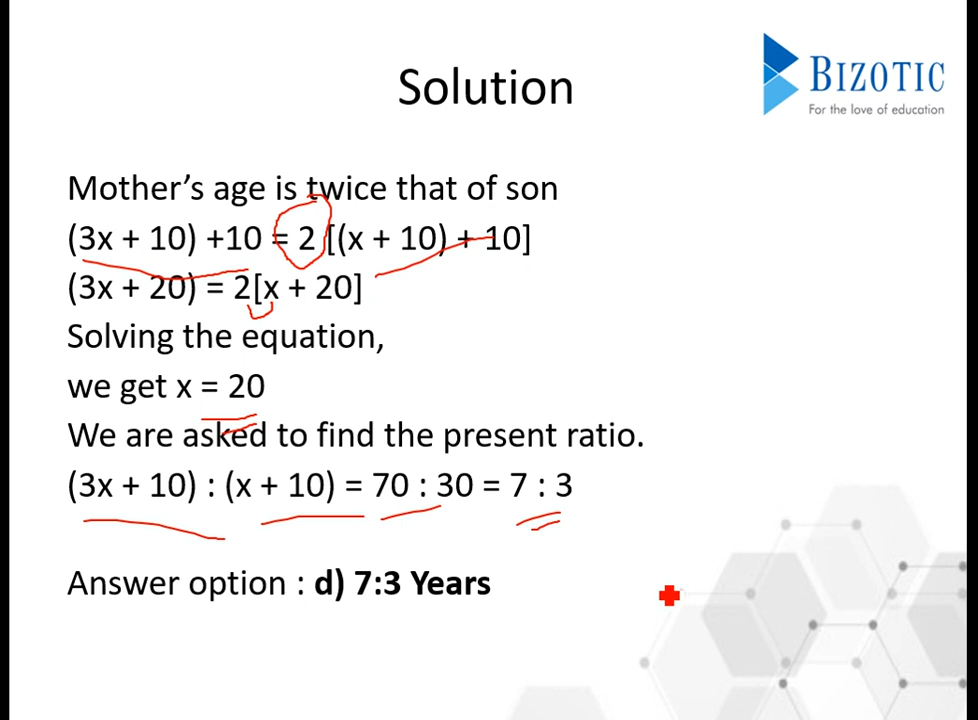 Solution
BIZOTIC
For the love of education
Mother's age is twice that of son
(3x + 10) +10 = 2 [(x + 10) + 10]
(3x + 20) = 2[x + 20]
Solving the equation,
we get x = 20
We are asked to find the present ratio.
(3x + 10) : (x + 10) = 70 : 30 = 7 : 3
Answer option : d) 7:3 Years